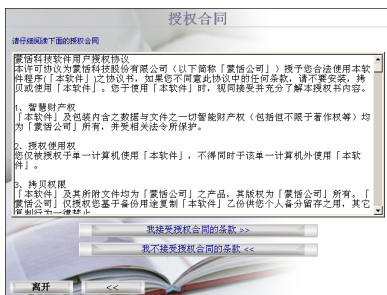 授权合同
请仔细阅读下面的授权合同
蒙恬科技软件用户授权协议
本许可协议为蒙恬科技股份有限公司（以下简称「蒙恬公司」）授予您合法使用本软
件程序(「本软件」)之协议书，如果您不同意此协议中的任何条款，请不要安装，拷
贝或使用「本软件」。您于使用「本软件」时，视同接受并充分了解本授权书内容。
1、智慧财产权
「本软件」及包装内含之数据与文件之一切智能财产权（包括但不限于著作权等）均
为「蒙恬公司」所有，并受相关法令所保护。
2、授权使用权
您仅被授权于单一计算机使用「本软件」，不得同时于该单一计算机外使用「本软
件」。
3、拷贝权限
「本软件」及其所附文件均为「蒙恬公司」之产品，其版权为「蒙恬公司」所有。「
蒙恬公司」仅授权您基于备份用途复制「本软件」乙份供您个人备份留存之用，其它
复制行为一律禁止
我接受授权合同的条款 >>
我不接受授权合同的条款 <<
离开
<<